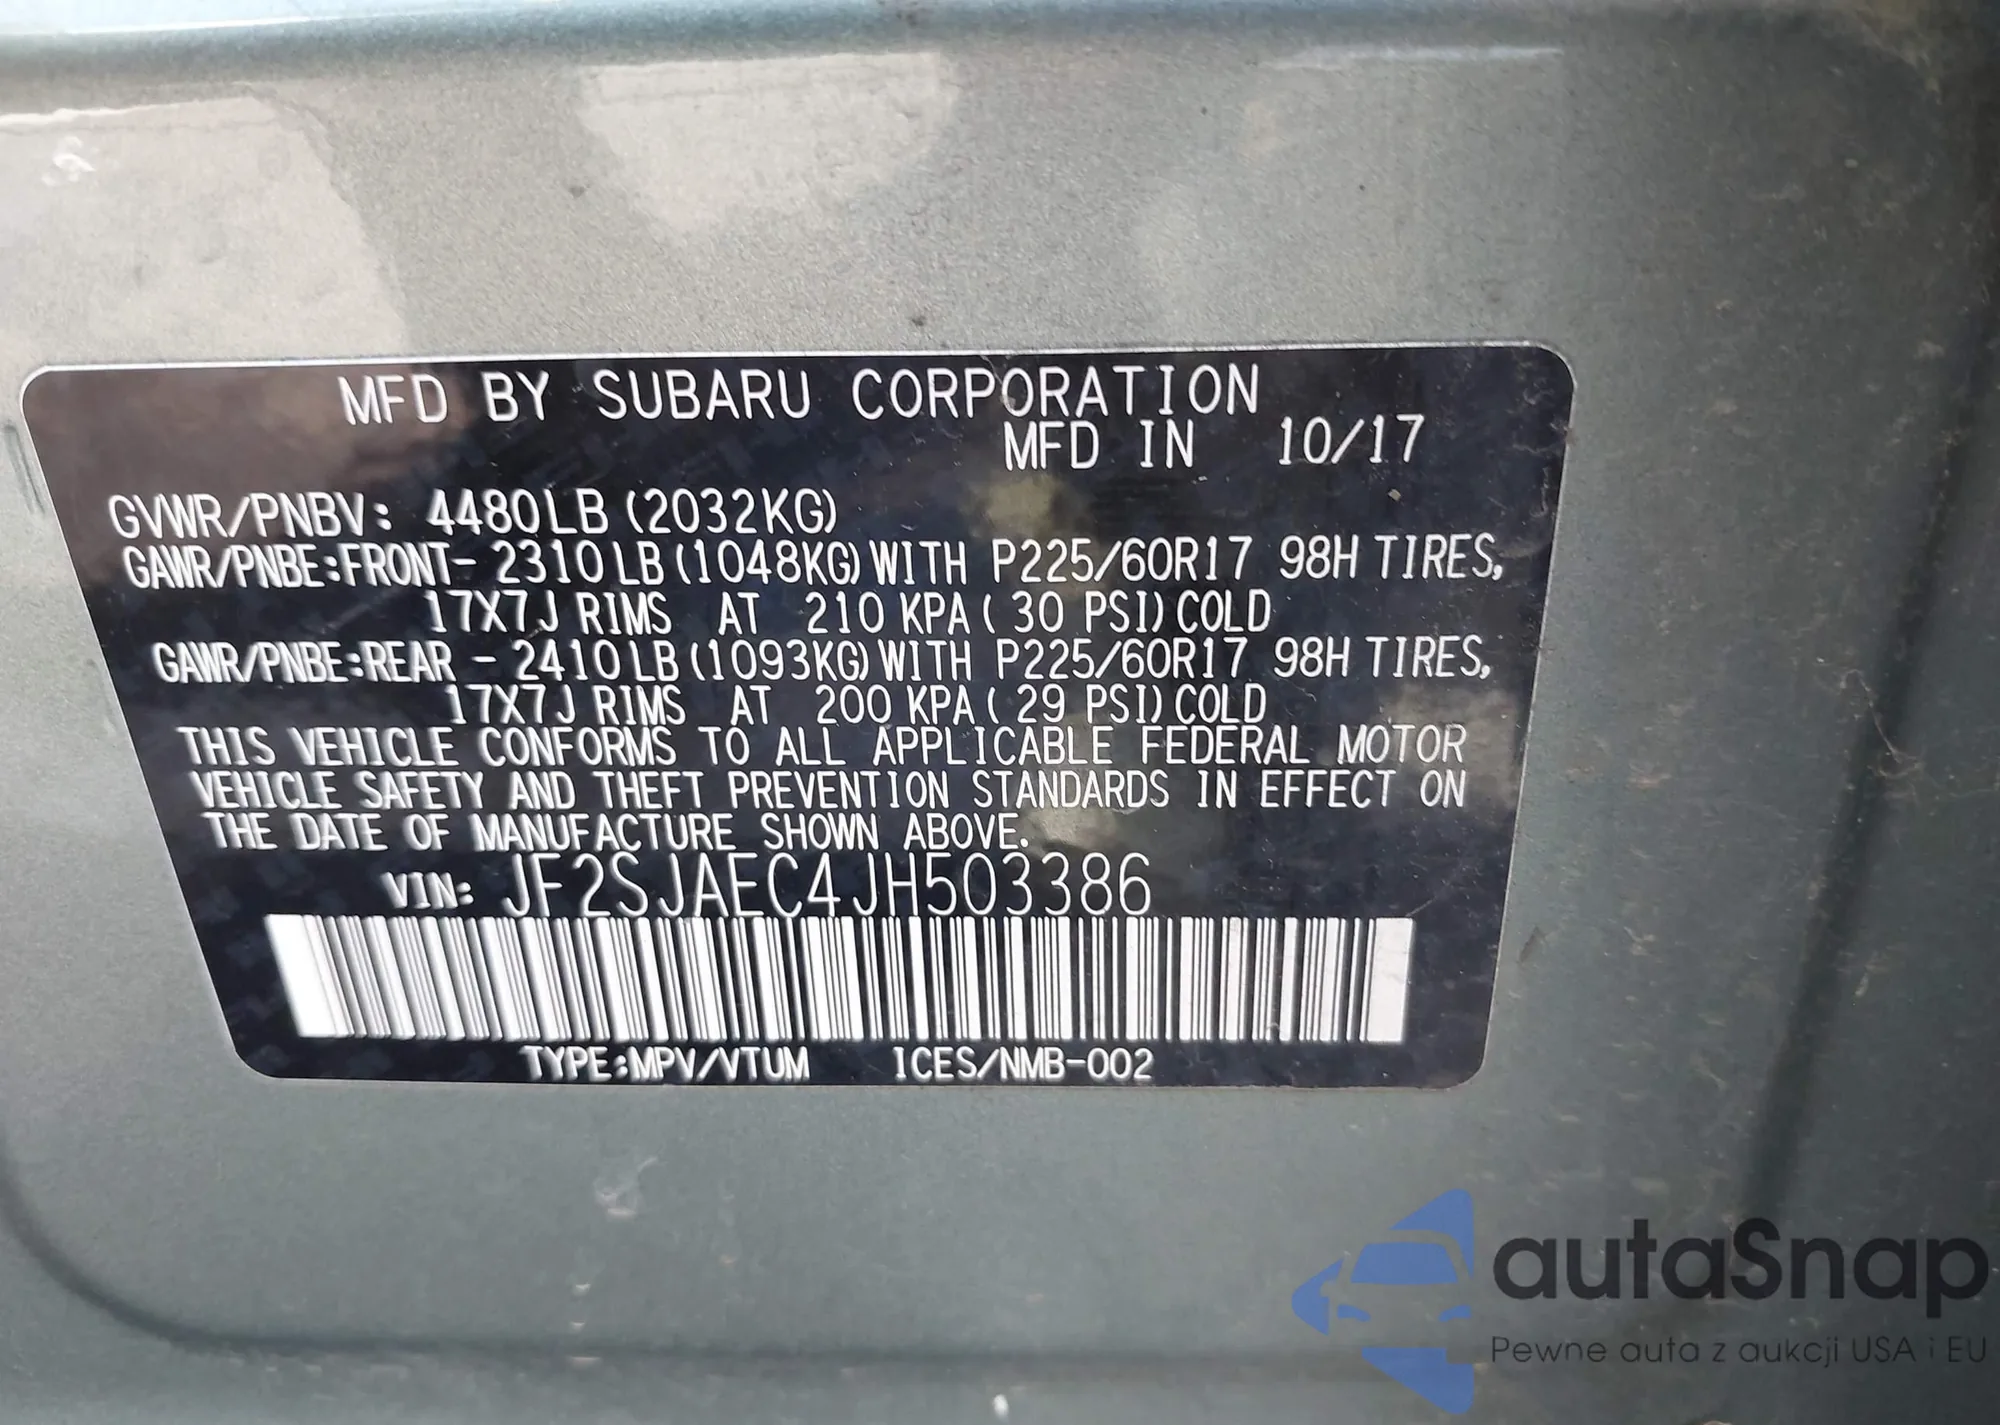 MFD BY SUBARU CORPORATION
MFD IN 10/17
GVWR/PNBV: 4480LB (2032KG)
GAWR/PNBE:FRONT- 2310LB (1048KG) WITH P225/60R17 98H TIRES,
17X7J RIMS AT 210 KPA ( 30 PSI) COLD
GAWR/PNBE:REAR - 2410LB (1093KG) WITH P225/60R17 98H TIRES,
17X7J RIMS AT 200 KPA ( 29 PSI) COLD
THIS VEHICLE CONFORMS TO ALL APPLICABLE FEDERAL MOTOR
VEHICLE SAFETY AND THEFT PREVENTION STANDARDS IN EFFECT ON
THE DATE OF MANUFACTURE SHOWN ABOVE.
VIN: JF2SJAEC4JH503386
TYPE:MPV/VTUM ICES/NMB-002
autaSnap
Pewne auta z aukcji USA i EU